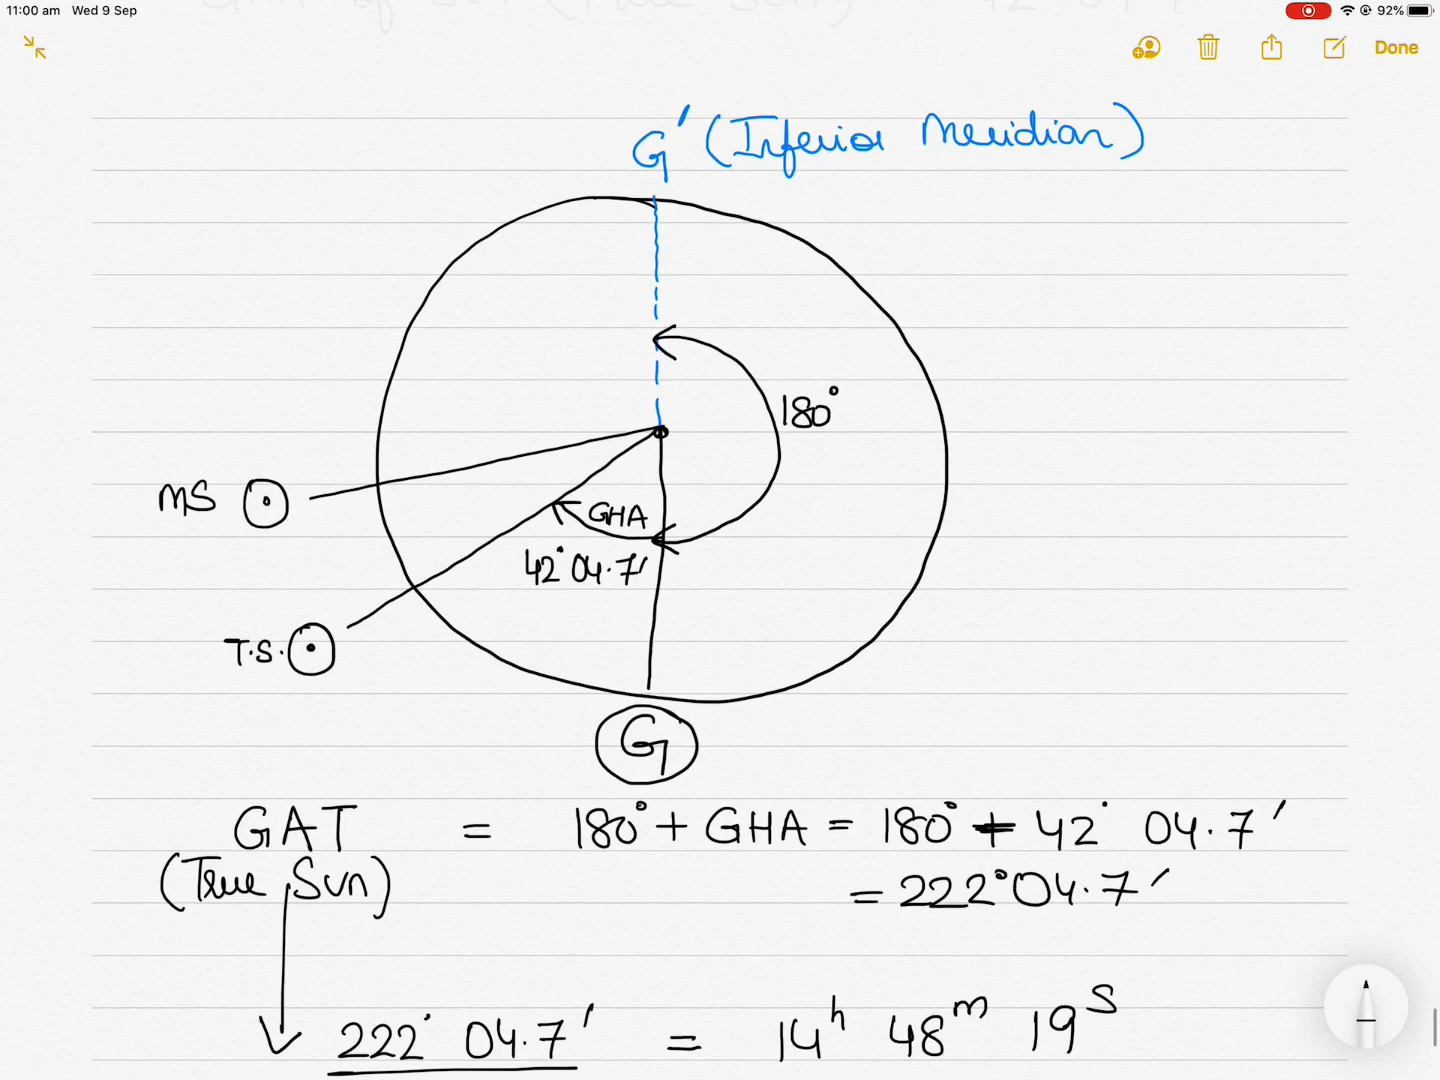 11:00 am Wed 9 Sep 92%
Done
G' (Inferior Meridian)
180°
MS
GHA
42° 04.7'
T.S.
G
GAT = 180° + GHA = 180° + 42° 04.7'
(True Sun) = 222° 04.7'
222° 04.7' = 14h 48m 19s